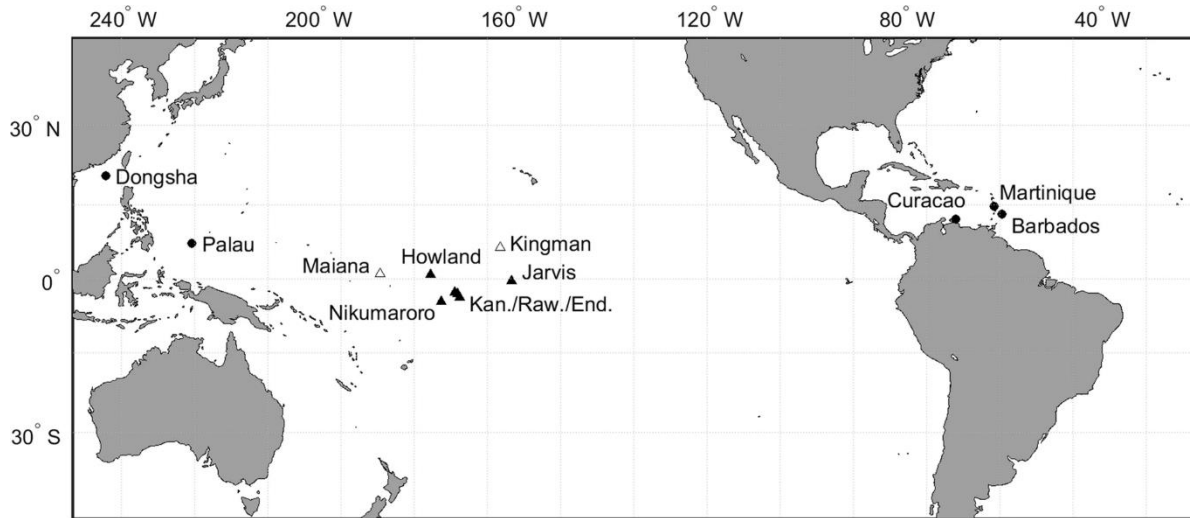 240° W 200° W 160° W 120° W 80° W 40° W
30° N
Dongsha
Martinique
Curacao
Barbados
Palau
Kingman
Howland
Maiana
0°
Jarvis
Nikumaroro
Kan./Raw./End.
30° S